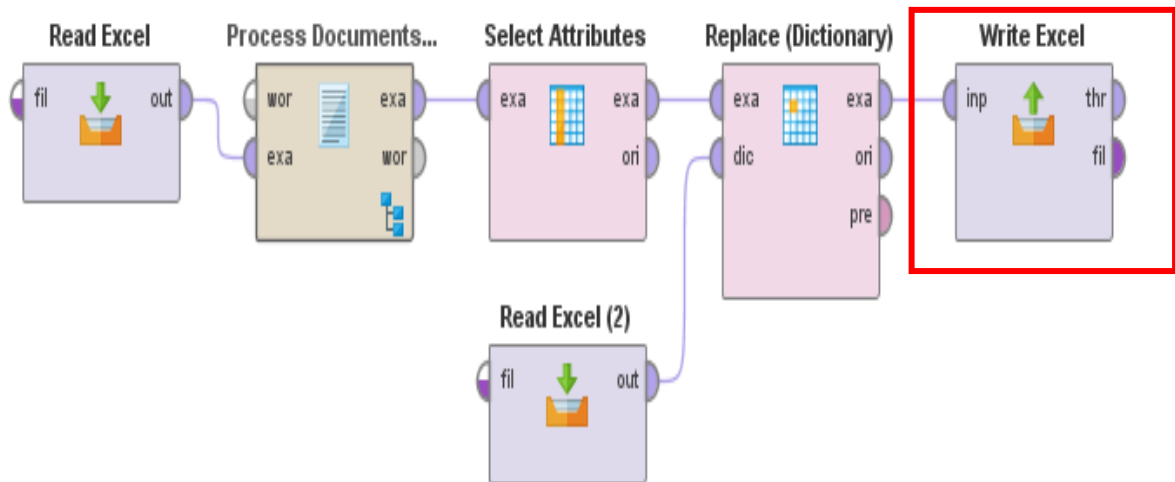 Read Excel
fil out
Process Documents...
wor exa
exa wor
Select Attributes
exa exa
ori
Replace (Dictionary)
exa exa
dic ori
pre
Write Excel
inp thr
fil
Read Excel (2)
fil out